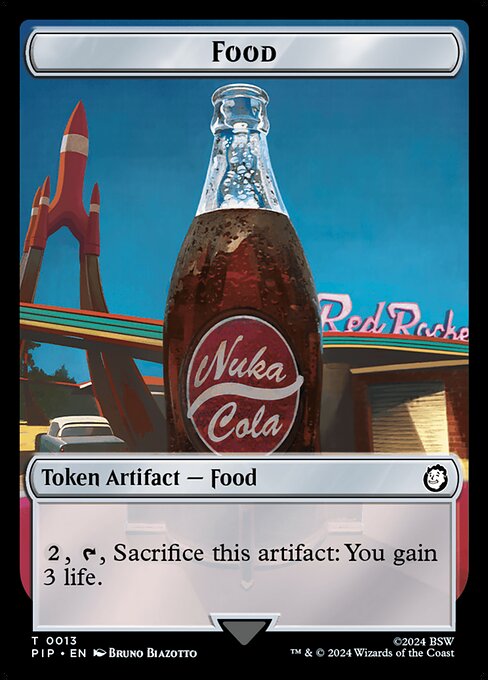 Food
Red Rocke
Nuka
Cola
Token Artifact — Food
2, T, Sacrifice this artifact: You gain
3 life.
T 0013
©2024 BSW
PIP • EN Bruno Biazotto
™ & © 2024 Wizards of the Coast